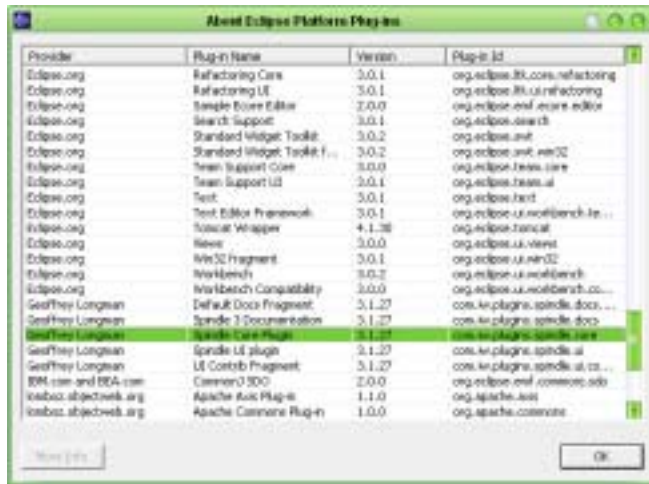 About Eclipse Platform Plug-ins
Provider Plug-in Name Version Plug-in Id
Eclipse.org Refactoring Core 3.0.1 org.eclipse.ltk.core.refactoring
Eclipse.org Refactoring UI 3.0.1 org.eclipse.ltk.ui.refactoring
Eclipse.org Sample Ecore Editor 2.0.0 org.eclipse.emf.ecore.editor
Eclipse.org Search Support 3.0.1 org.eclipse.search
Eclipse.org Standard Widget Toolkit 3.0.2 org.eclipse.swt
Eclipse.org Standard Widget Toolkit f... 3.0.2 org.eclipse.swt.win32
Eclipse.org Team Support Core 3.0.0 org.eclipse.team.core
Eclipse.org Team Support UI 3.0.1 org.eclipse.team.ui
Eclipse.org Text 3.0.1 org.eclipse.text
Eclipse.org Text Editor Framework 3.0.1 org.eclipse.ui.workbench.te...
Eclipse.org Tomcat Wrapper 4.1.30 org.eclipse.tomcat
Eclipse.org Views 3.0.0 org.eclipse.ui.views
Eclipse.org Win32 Fragment 3.0.1 org.eclipse.ui.win32
Eclipse.org Workbench 3.0.2 org.eclipse.ui.workbench
Eclipse.org Workbench Compatibility 3.0.0 org.eclipse.ui.workbench.co...
Geoffrey Longman Default Docs Fragment 3.1.27 com.iw.plugins.spindle.docs....
Geoffrey Longman Spindle 3 Documentation 3.1.27 com.iw.plugins.spindle.docs
Geoffrey Longman Spindle Core Plugin 3.1.27 com.iw.plugins.spindle.core
Geoffrey Longman Spindle UI plugin 3.1.27 com.iw.plugins.spindle.ui
Geoffrey Longman UI Contrib Fragment 3.1.27 com.iw.plugins.spindle.ui.co...
IBM.com and BEA.com CommonJ SDO 2.0.0 org.eclipse.emf.commonj.sdo
lomboz.objectweb.org Apache Axis Plug-in 1.1.0 org.apache.axis
lomboz.objectweb.org Apache Commons Plug-in 1.0.0 org.apache.commons
More Info OK